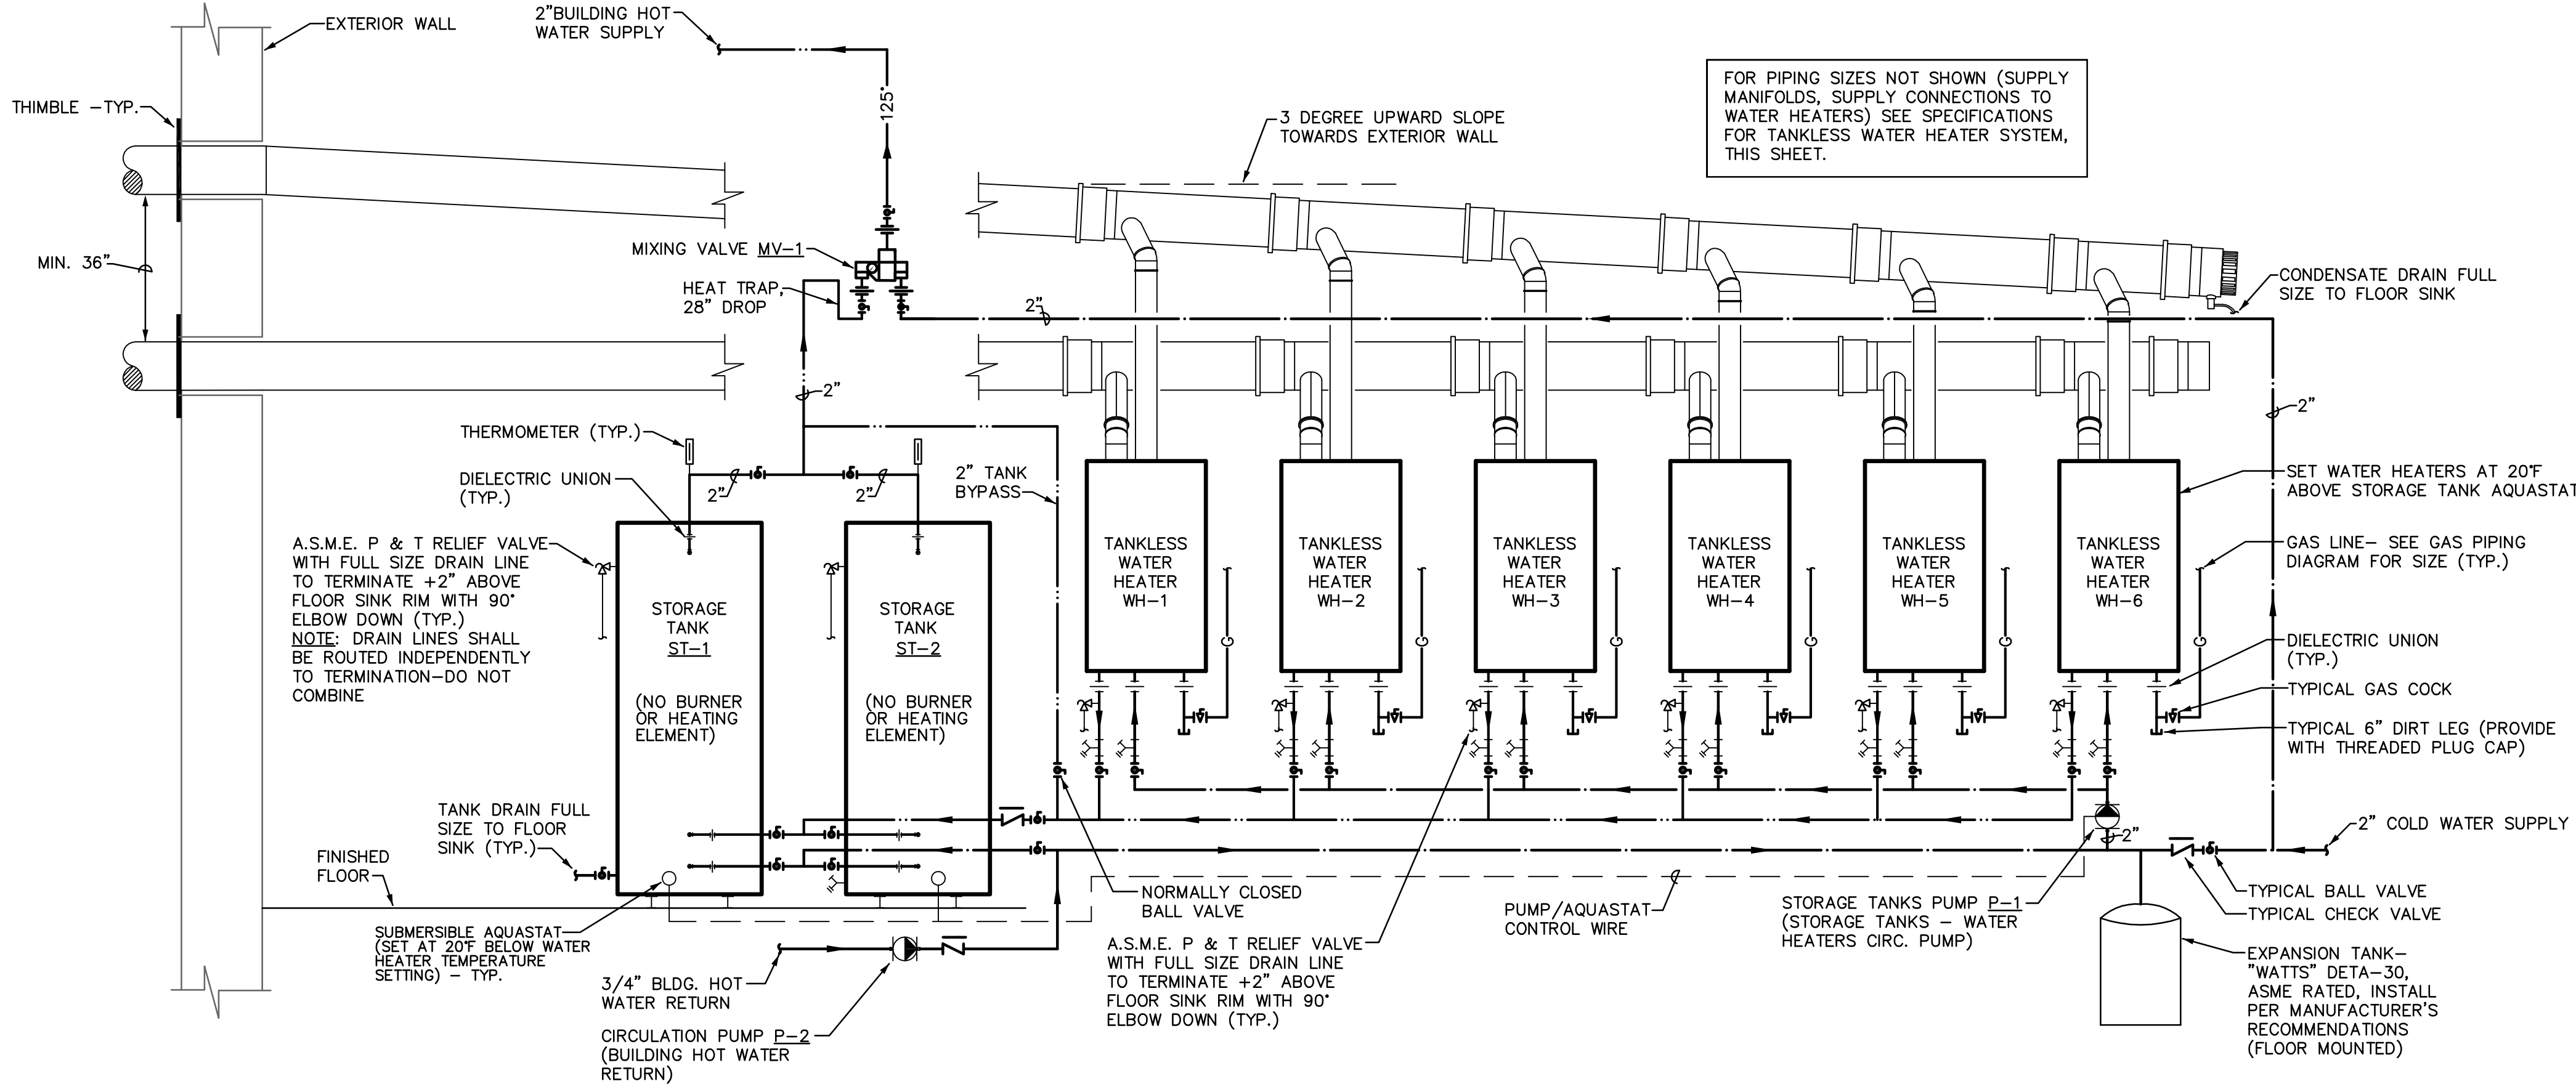 EXTERIOR WALL
2"BUILDING HOT
WATER SUPPLY
THIMBLE -TYP.
125°
3 DEGREE UPWARD SLOPE
TOWARDS EXTERIOR WALL
FOR PIPING SIZES NOT SHOWN (SUPPLY
MANIFOLDS, SUPPLY CONNECTIONS TO
WATER HEATERS) SEE SPECIFICATIONS
FOR TANKLESS WATER HEATER SYSTEM,
THIS SHEET.
MIN. 36"
MIXING VALVE MV-1
HEAT TRAP,
28" DROP
2"
CONDENSATE DRAIN FULL
SIZE TO FLOOR SINK
2"
2"
THERMOMETER (TYP.)
DIELECTRIC UNION
(TYP.)
2"
2"
2" TANK
BYPASS
SET WATER HEATERS AT 20°F
ABOVE STORAGE TANK AQUASTAT
A.S.M.E. P & T RELIEF VALVE
WITH FULL SIZE DRAIN LINE
TO TERMINATE +2" ABOVE
FLOOR SINK RIM WITH 90°
ELBOW DOWN (TYP.)
NOTE: DRAIN LINES SHALL
BE ROUTED INDEPENDENTLY
TO TERMINATION-DO NOT
COMBINE
STORAGE
TANK
ST-1
(NO BURNER
OR HEATING
ELEMENT)
STORAGE
TANK
ST-2
(NO BURNER
OR HEATING
ELEMENT)
TANKLESS
WATER
HEATER
WH-1
G
TANKLESS
WATER
HEATER
WH-2
G
TANKLESS
WATER
HEATER
WH-3
G
TANKLESS
WATER
HEATER
WH-4
G
TANKLESS
WATER
HEATER
WH-5
G
TANKLESS
WATER
HEATER
WH-6
G
GAS LINE- SEE GAS PIPING
DIAGRAM FOR SIZE (TYP.)
DIELECTRIC UNION
(TYP.)
TYPICAL GAS COCK
TYPICAL 6" DIRT LEG (PROVIDE
WITH THREADED PLUG CAP)
TANK DRAIN FULL
SIZE TO FLOOR
SINK (TYP.)
FINISHED
FLOOR
2"
2" COLD WATER SUPPLY
SUBMERSIBLE AQUASTAT
(SET AT 20°F BELOW WATER
HEATER TEMPERATURE
SETTING) - TYP.
3/4" BLDG. HOT
WATER RETURN
CIRCULATION PUMP P-2
(BUILDING HOT WATER
RETURN)
NORMALLY CLOSED
BALL VALVE
A.S.M.E. P & T RELIEF VALVE
WITH FULL SIZE DRAIN LINE
TO TERMINATE +2" ABOVE
FLOOR SINK RIM WITH 90°
ELBOW DOWN (TYP.)
PUMP/AQUASTAT
CONTROL WIRE
STORAGE TANKS PUMP P-1
(STORAGE TANKS - WATER
HEATERS CIRC. PUMP)
TYPICAL BALL VALVE
TYPICAL CHECK VALVE
EXPANSION TANK-
"WATTS" DETA-30,
ASME RATED, INSTALL
PER MANUFACTURER'S
RECOMMENDATIONS
(FLOOR MOUNTED)